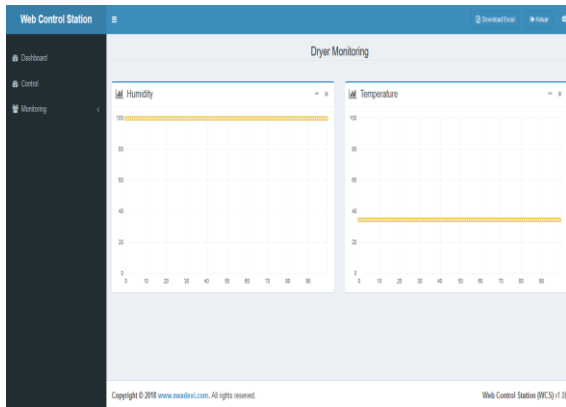 Web Control Station
Download Excel
Keluar
Dashboard
Control
Monitoring
Dryer Monitoring
Humidity
100
80
60
40
20
0
0 10 20 30 40 50 60 70 80 90
Temperature
100
80
60
40
20
0
0 10 20 30 40 50 60 70 80 90
Copyright © 2018 www.neadexi.com. All rights reserved.
Web Control Station (WCS) v1.